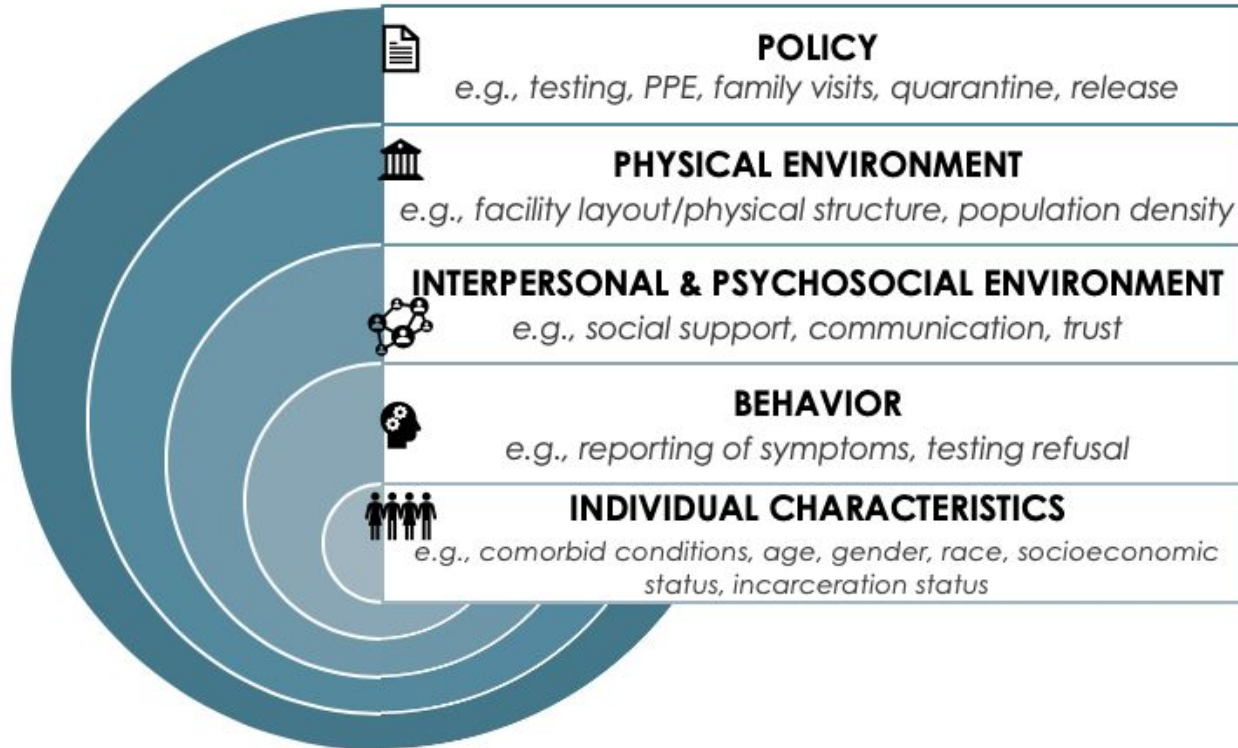 POLICY
e.g., testing, PPE, family visits, quarantine, release
PHYSICAL ENVIRONMENT
e.g., facility layout/physical structure, population density
INTERPERSONAL & PSYCHOSOCIAL ENVIRONMENT
e.g., social support, communication, trust
BEHAVIOR
e.g., reporting of symptoms, testing refusal
INDIVIDUAL CHARACTERISTICS
e.g., comorbid conditions, age, gender, race, socioeconomic
status, incarceration status